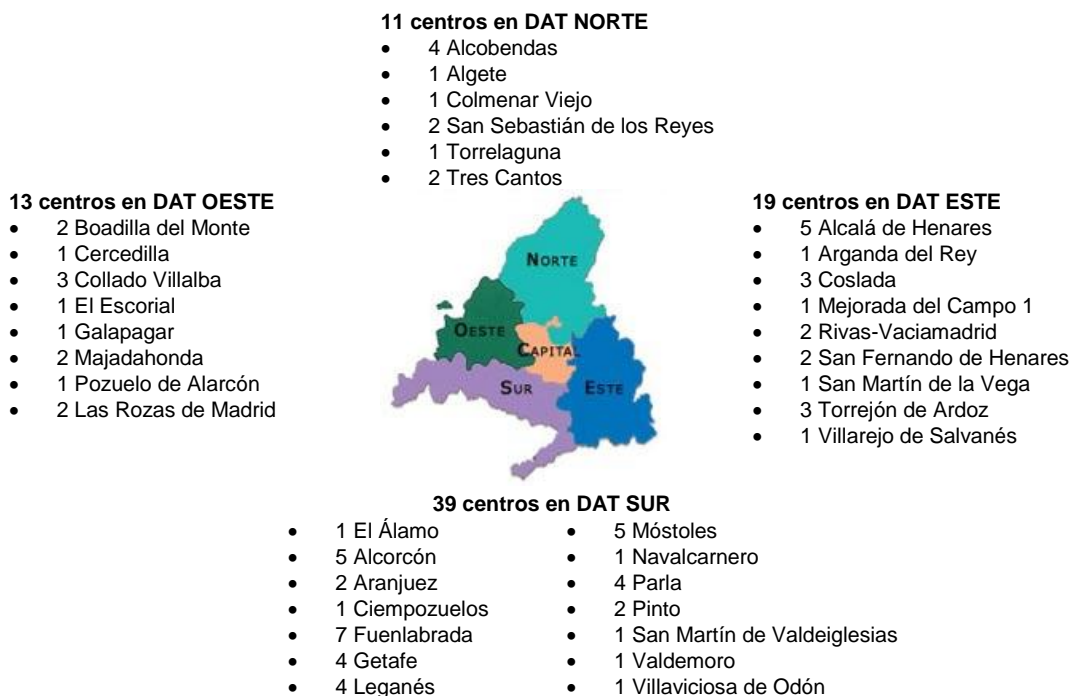 11 centros en DAT NORTE
• 4 Alcobendas
• 1 Algete
• 1 Colmenar Viejo
• 2 San Sebastián de los Reyes
• 1 Torrelaguna
• 2 Tres Cantos
13 centros en DAT OESTE
• 2 Boadilla del Monte
• 1 Cercedilla
• 3 Collado Villalba
• 1 El Escorial
• 1 Galapagar
• 2 Majadahonda
• 1 Pozuelo de Alarcón
• 2 Las Rozas de Madrid
NORTE
OESTE
CAPITAL
SUR
ESTE
19 centros en DAT ESTE
• 5 Alcalá de Henares
• 1 Arganda del Rey
• 3 Coslada
• 1 Mejorada del Campo 1
• 2 Rivas-Vaciamadrid
• 2 San Fernando de Henares
• 1 San Martín de la Vega
• 3 Torrejón de Ardoz
• 1 Villarejo de Salvanés
39 centros en DAT SUR
• 1 El Álamo
• 5 Alcorcón
• 2 Aranjuez
• 1 Ciempozuelos
• 7 Fuenlabrada
• 4 Getafe
• 4 Leganés
• 5 Móstoles
• 1 Navalcarnero
• 4 Parla
• 2 Pinto
• 1 San Martín de Valdeiglesias
• 1 Valdemoro
• 1 Villaviciosa de Odón